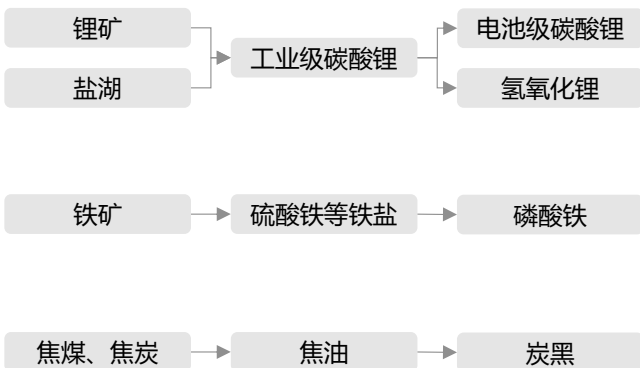 锂矿
盐湖
工业级碳酸锂
电池级碳酸锂
氢氧化锂
铁矿
硫酸铁等铁盐
磷酸铁
焦煤、焦炭
焦油
炭黑